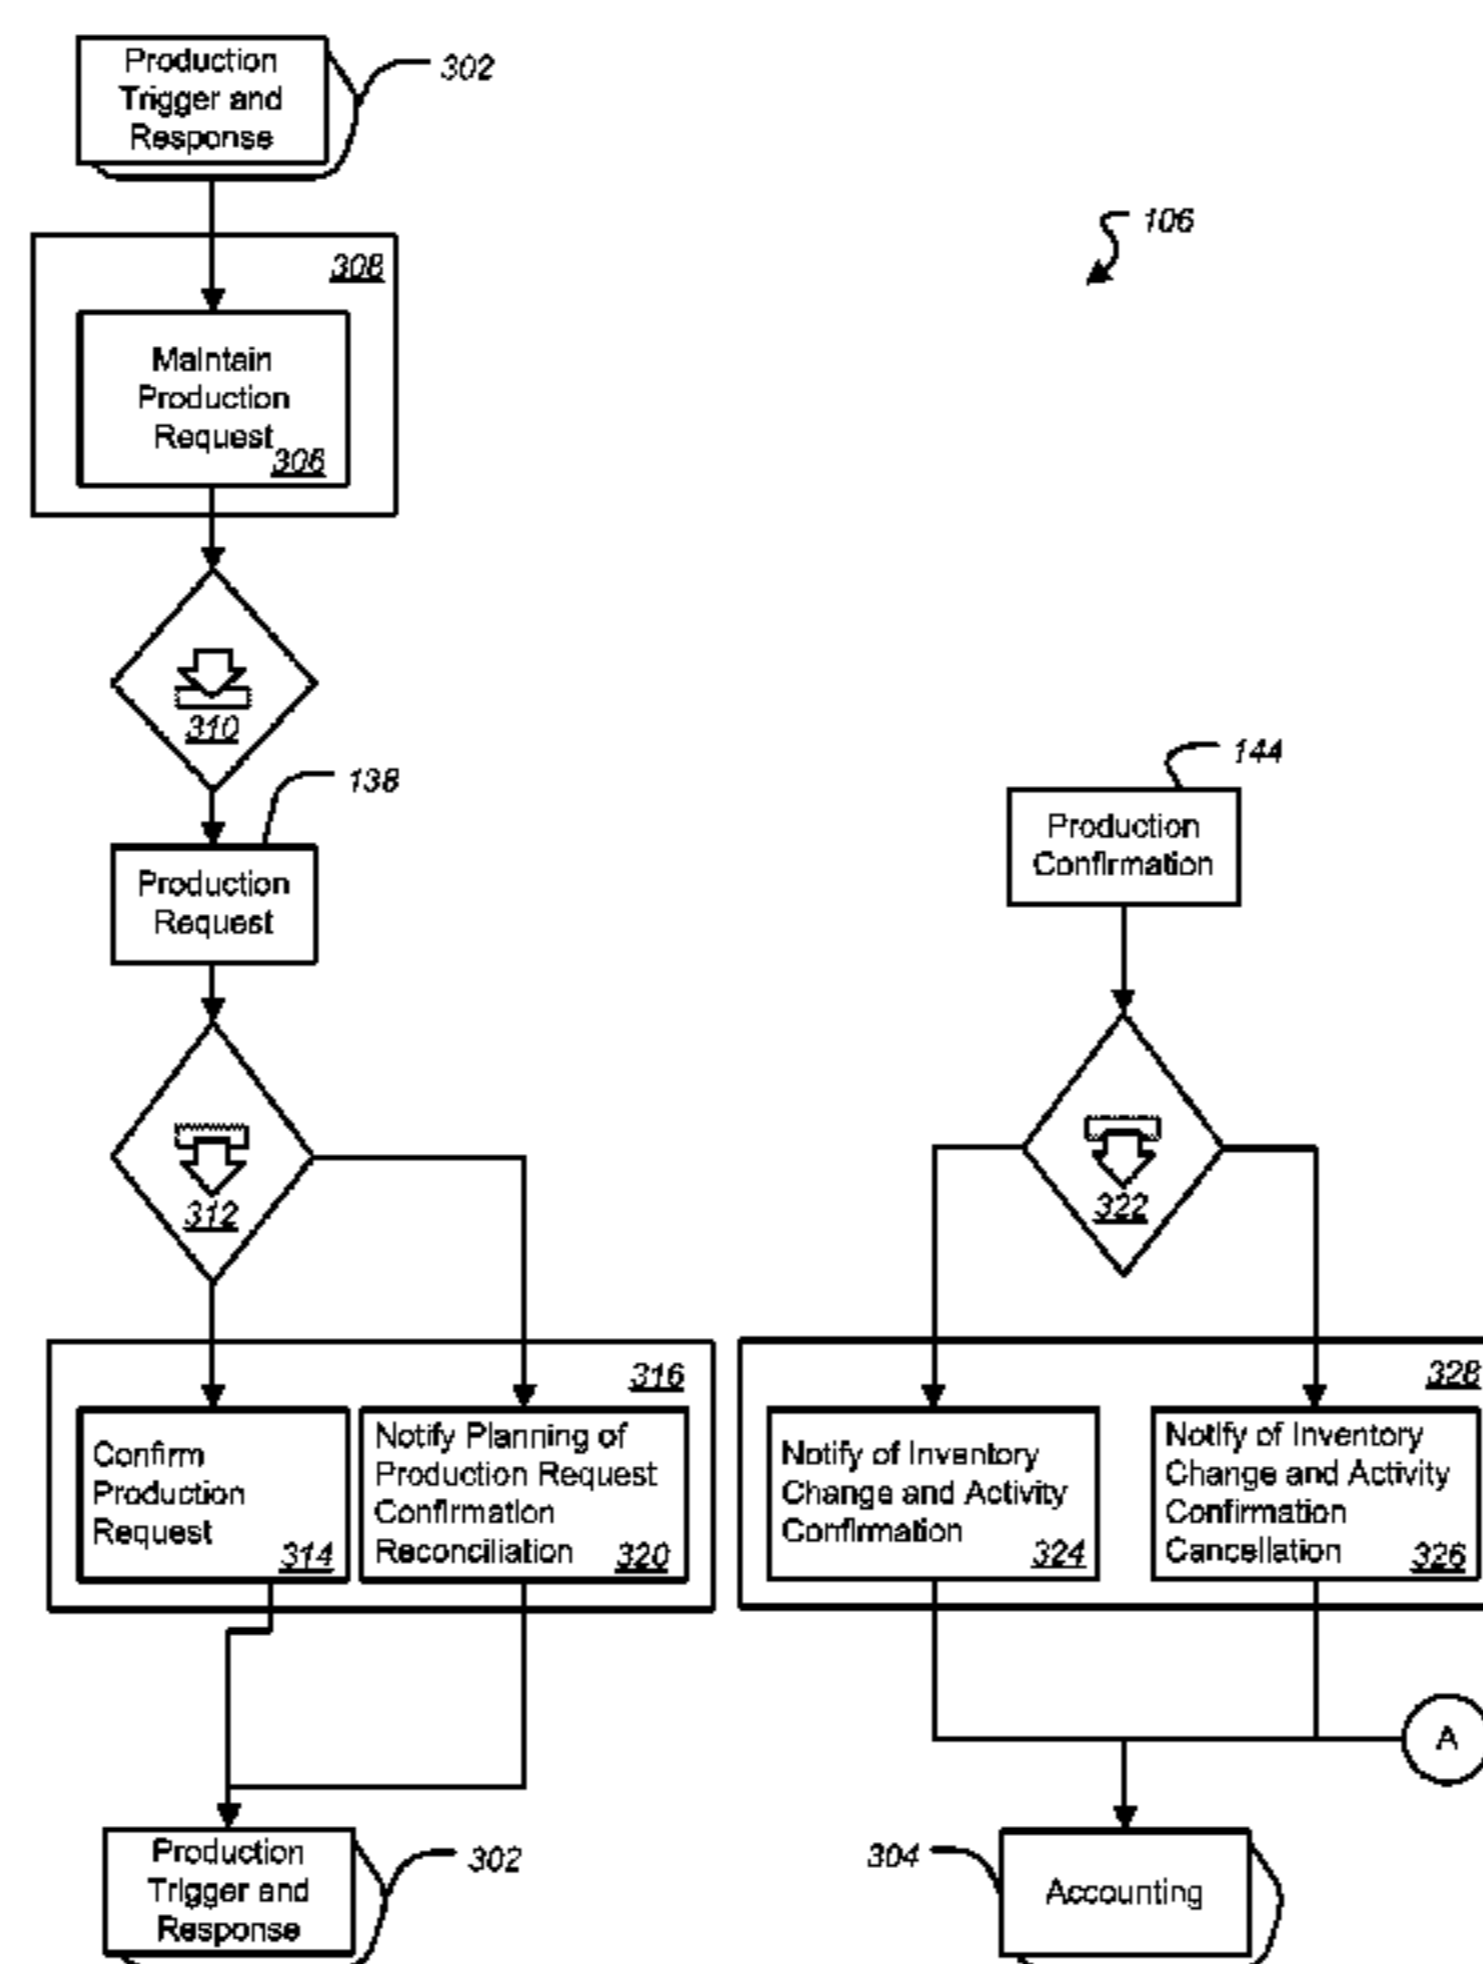 Production
Trigger and
Response
302
106
308
Maintain
Production
Request
306
310
138
Production
Request
144
Production
Confirmation
312
322
316
Confirm
Production
Request
314
Notify Planning of
Production Request
Confirmation
Reconciliation
320
328
Notify of Inventory
Change and Activity
Confirmation
324
Notify of Inventory
Change and Activity
Confirmation
Cancellation
326
A
Production
Trigger and
Response
302
304
Accounting